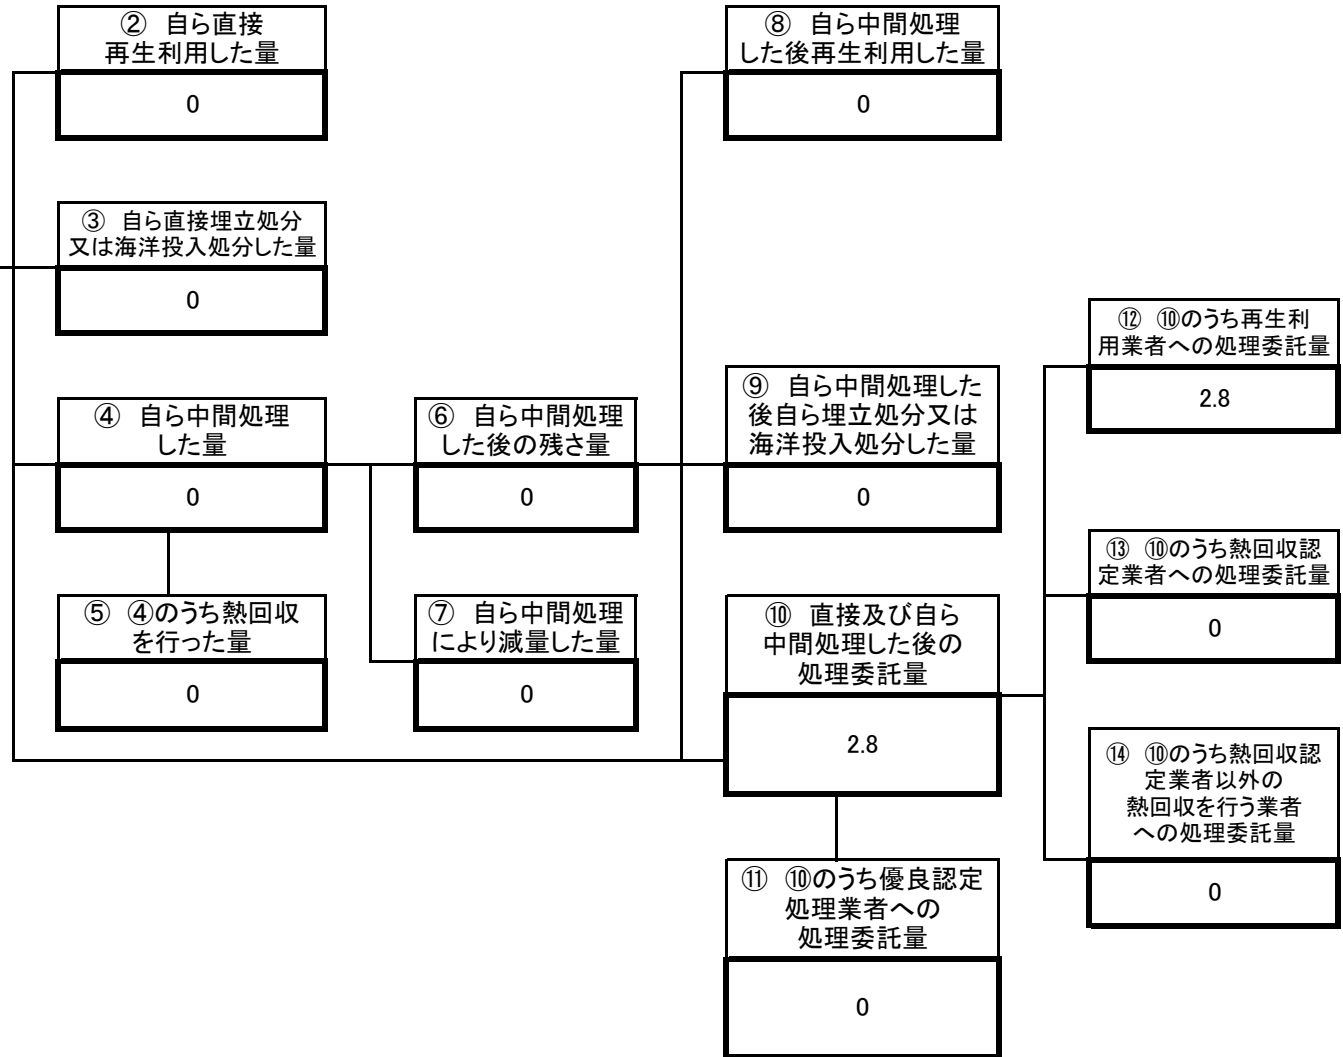 ② 自ら直接
再生利用した量
0
⑧ 自ら中間処理
した後再生利用した量
0
③ 自ら直接埋立処分
又は海洋投入処分した量
0
④ 自ら中間処理
した量
0
⑥ 自ら中間処理
した後の残さ量
0
⑨ 自ら中間処理した
後自ら埋立処分又は
海洋投入処分した量
0
⑫ ⑩のうち再生利
用業者への処理委託量
2.8
⑤ ④のうち熱回収
を行った量
0
⑦ 自ら中間処理
により減量した量
0
⑩ 直接及び自ら
中間処理した後の
処理委託量
2.8
⑬ ⑩のうち熱回収認
定業者への処理委託量
0
⑭ ⑩のうち熱回収認
定業者以外の
熱回収を行う業者
への処理委託量
0
⑪ ⑩のうち優良認定
処理業者への
処理委託量
0